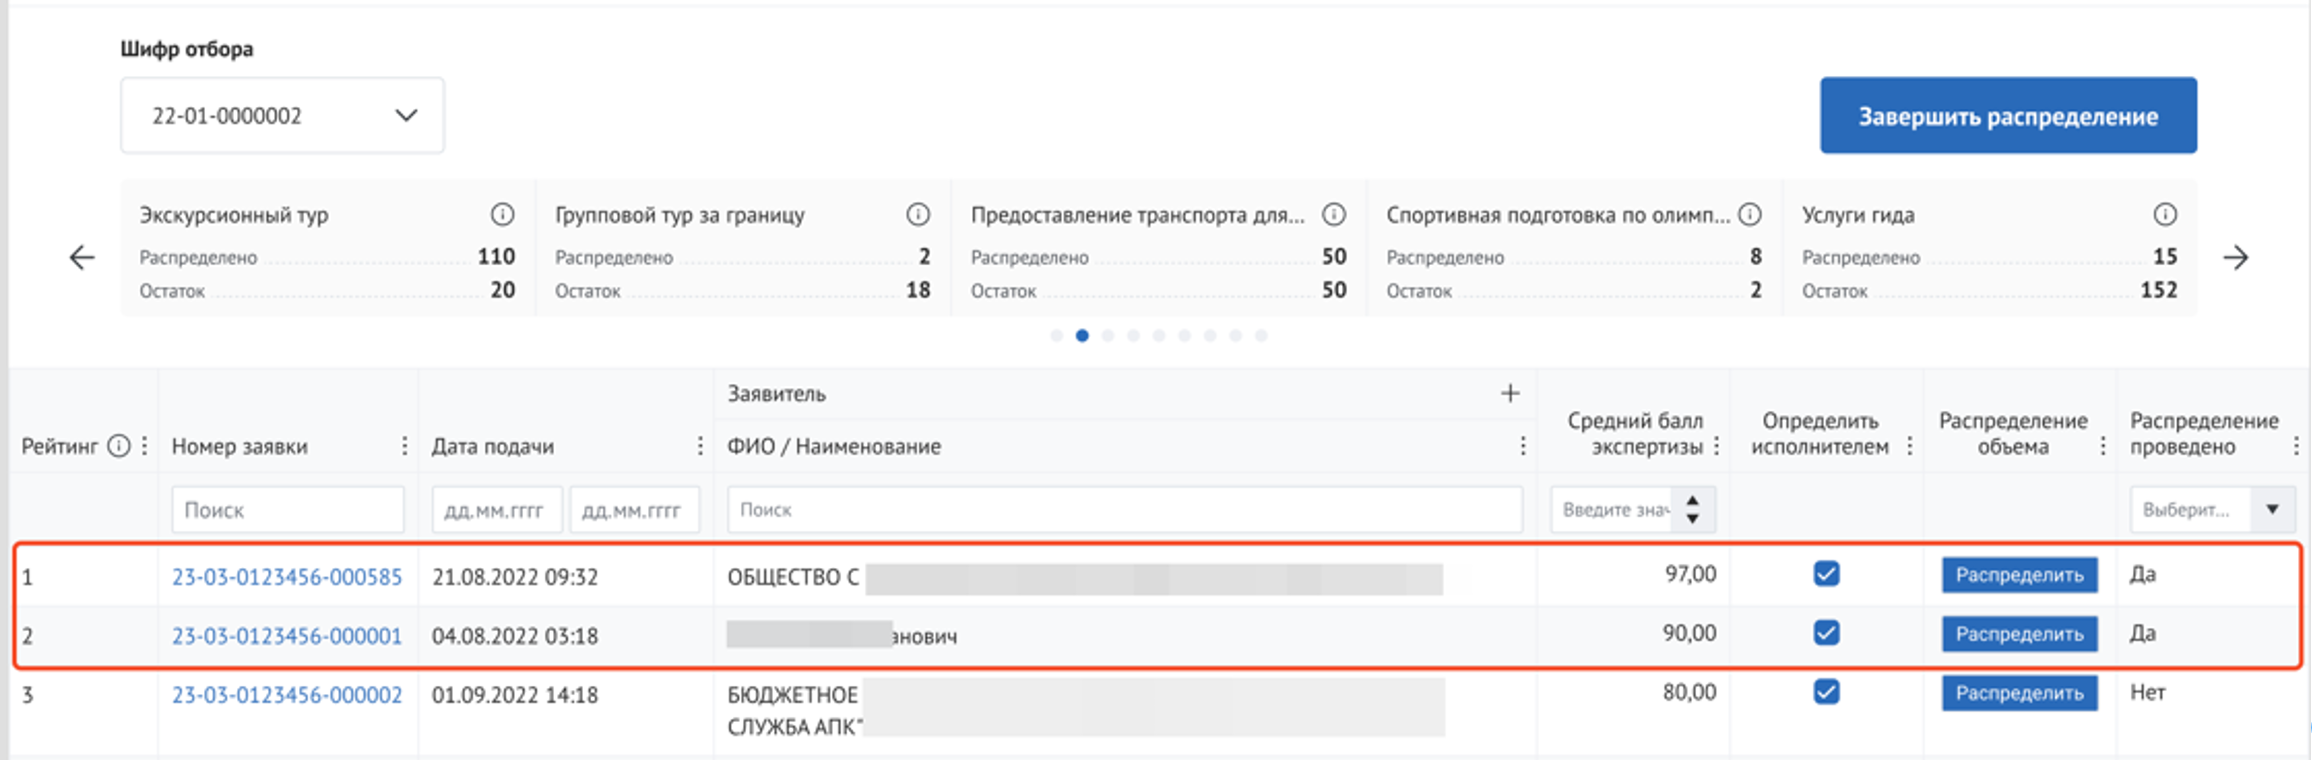 Шифр отбора
22-01-0000002
Завершить распределение
Экскурсионный тур
Распределено 110
Остаток 20
Групповой тур за границу
Распределено 2
Остаток 18
Предоставление транспорта для...
Распределено 50
Остаток 50
Спортивная подготовка по олимп...
Распределено 8
Остаток 2
Услуги гида
Распределено 15
Остаток 152
Заявитель +
Рейтинг
Номер заявки
Дата подачи
ФИО / Наименование
Средний балл
экспертизы
Определить
исполнителем
Распределение
объема
Распределение
проведено
Поиск
дд.мм.гггг дд.мм.гггг
Поиск
Введите знач
Выберит...
1 23-03-0123456-000585 21.08.2022 09:32 ОБЩЕСТВО С 97,00 Распределить Да
2 23-03-0123456-000001 04.08.2022 03:18 анович 90,00 Распределить Да
3 23-03-0123456-000002 01.09.2022 14:18 БЮДЖЕТНОЕ 80,00 Распределить Нет
СЛУЖБА АПК"